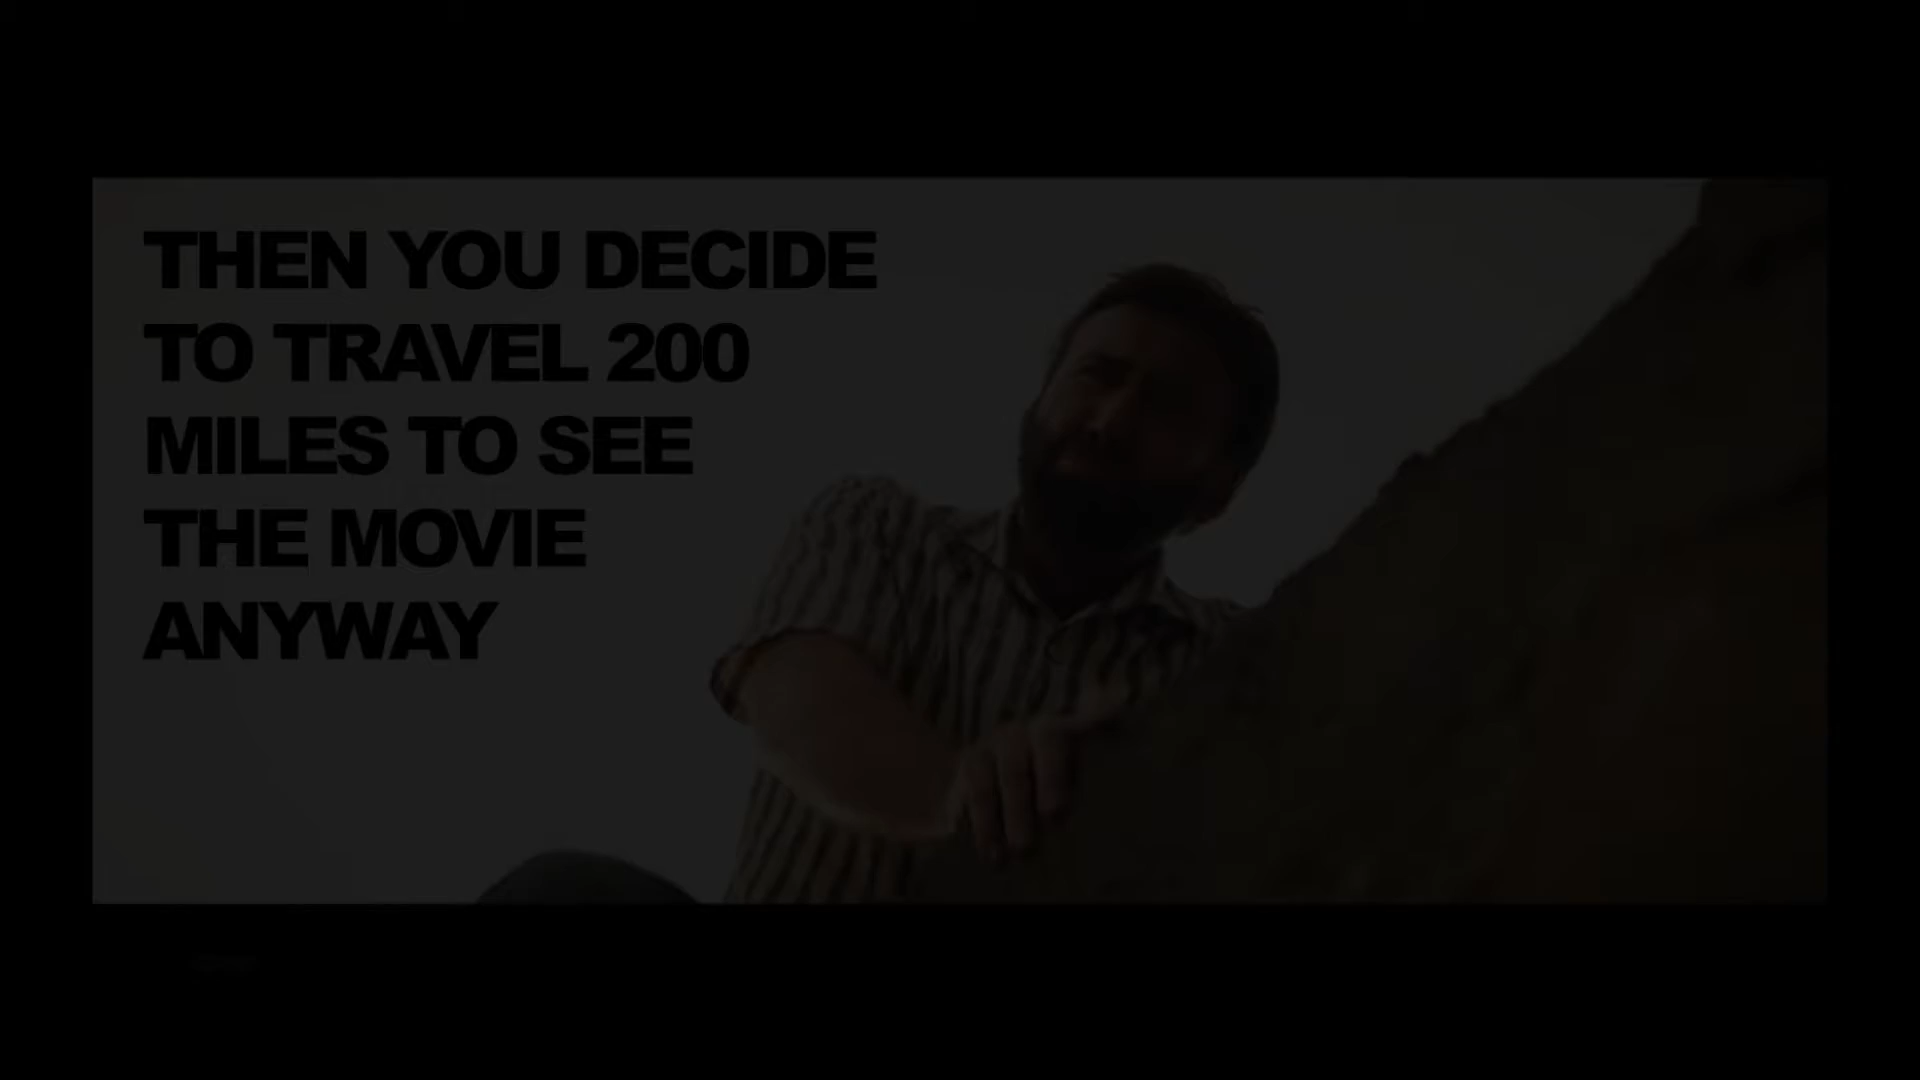 THEN YOU DECIDE
TO TRAVEL 200
MILES TO SEE
THE MOVIE
ANYWAY